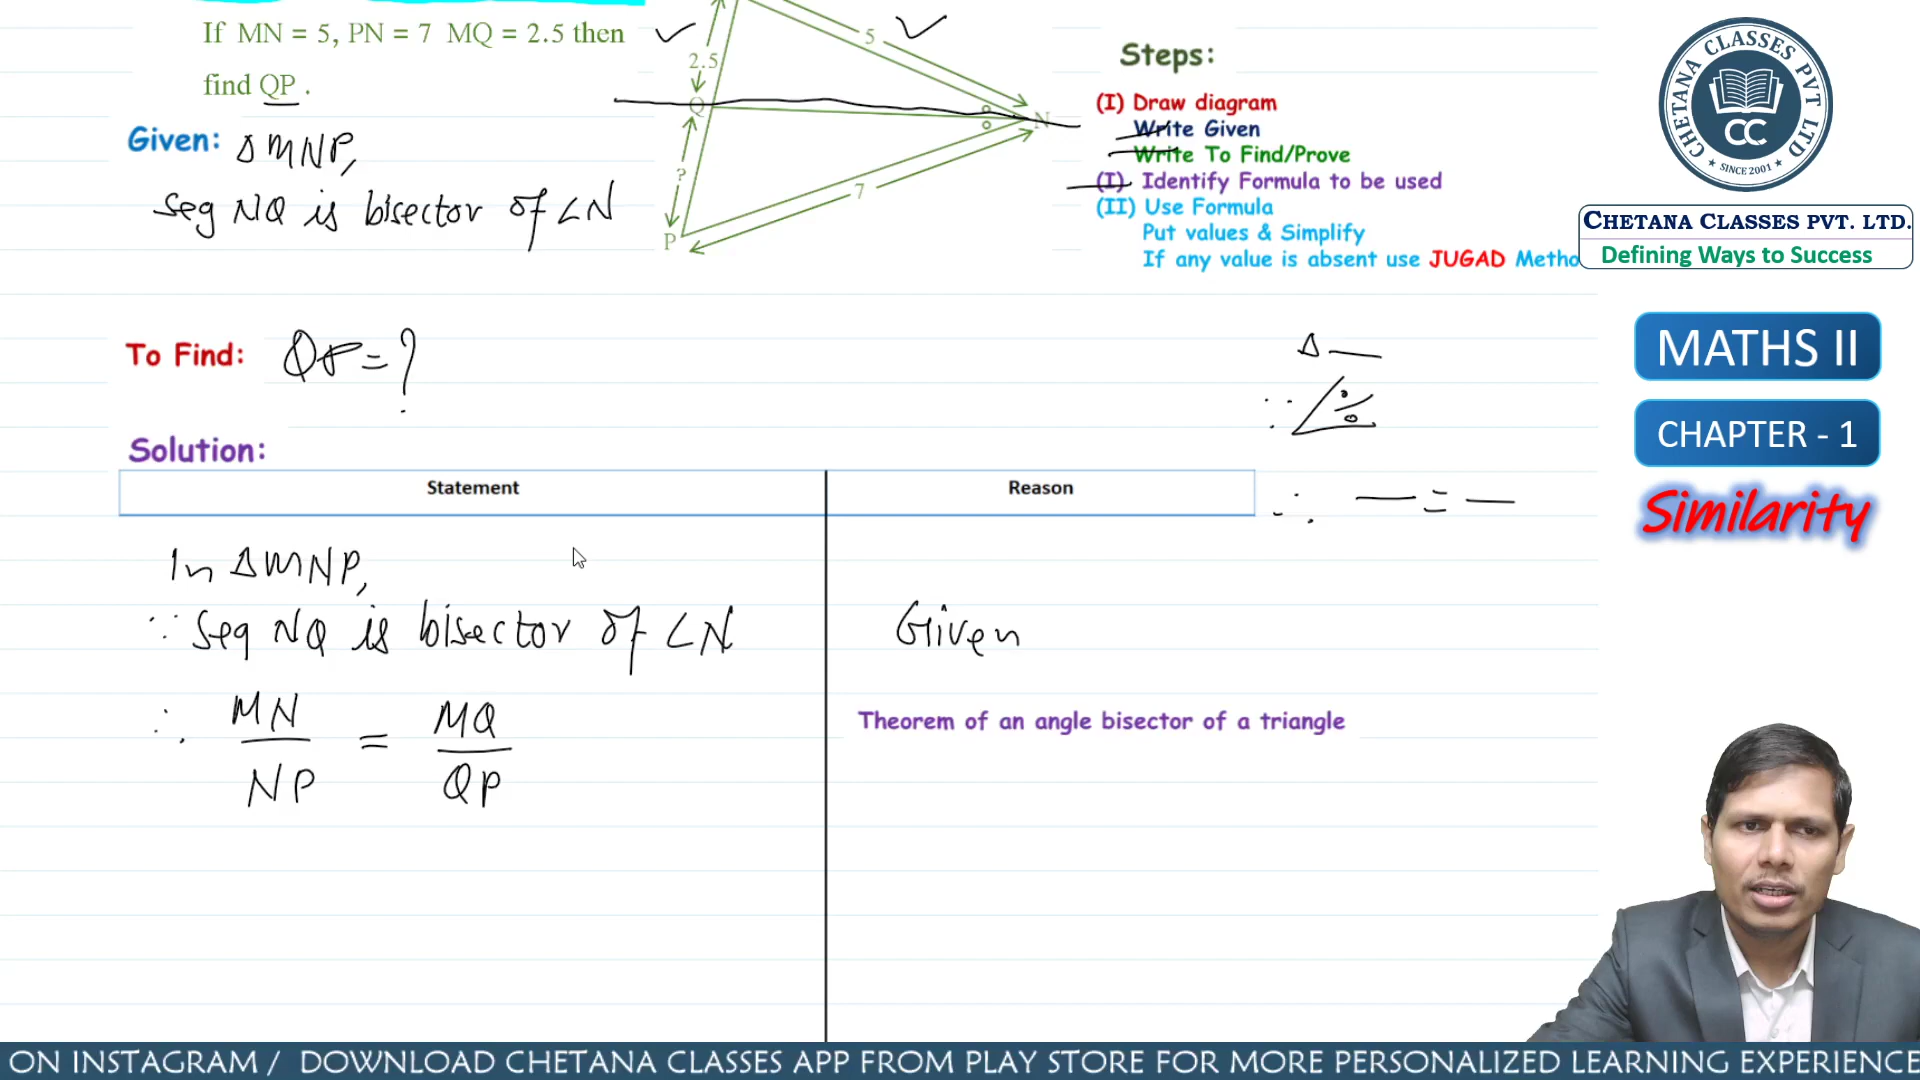 If MN = 5, PN = 7 MQ = 2.5 then
find QP .
Given: Δ MNP,
Seg NQ is bisector of ∠N
2.5
5
Q
N
?
7
P
Steps:
(I) Draw diagram
Write Given
Write To Find/Prove
(I) Identify Formula to be used
(II) Use Formula
Put values & Simplify
If any value is absent use JUGAD Metho
CHETANA CLASSES PVT LTD
CC
★ SINCE 2001 ★
CHETANA CLASSES PVT. LTD.
Defining Ways to Success
MATHS II
CHAPTER - 1
Similarity
To Find: QP = ?
Δ —
∵ ∠
∴ — = —
Solution:
Statement Reason
In Δ MNP,
∵ Seg NQ is bisector of ∠N Given
∴ MN/NP = MQ/QP Theorem of an angle bisector of a triangle
ON INSTAGRAM / DOWNLOAD CHETANA CLASSES APP FROM PLAY STORE FOR MORE PERSONALIZED LEARNING EXPERIENCE